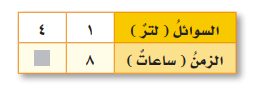 السوائلُ ( لترٌ ) ١ ٤
الزمنُ ( ساعاتٌ ) ٨